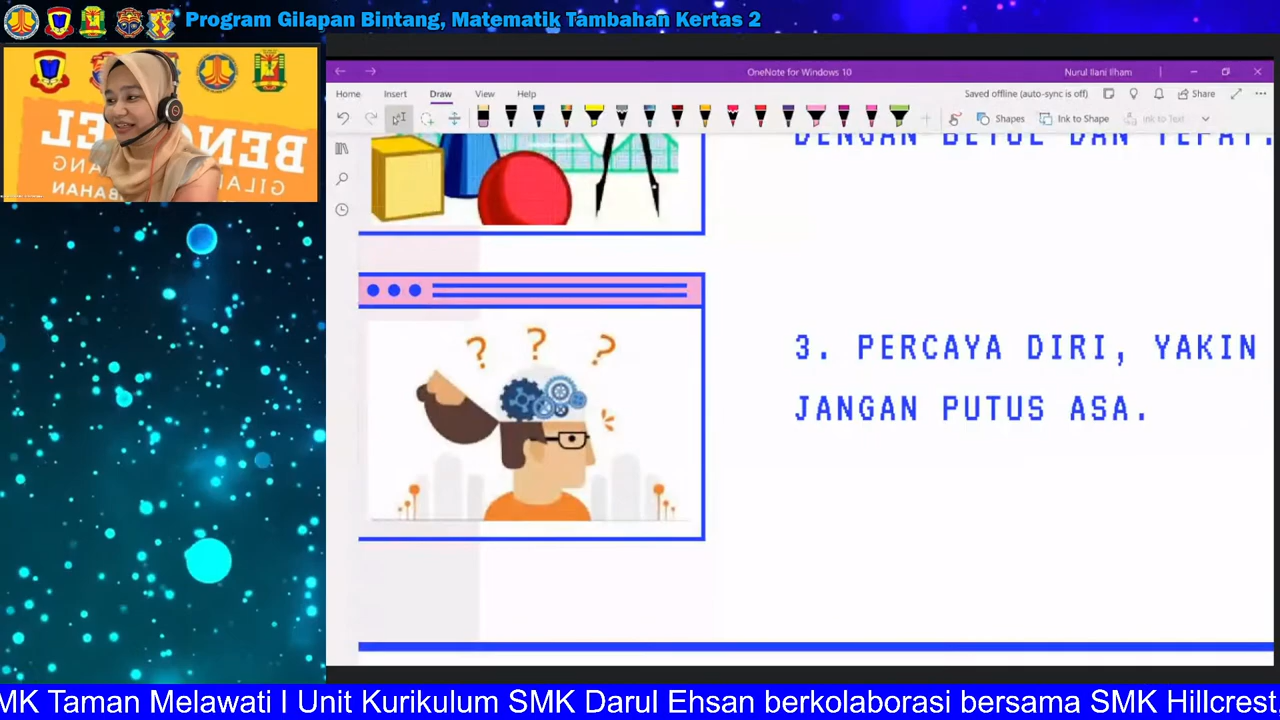 Program Gilapan Bintang, Matematik Tambahan Kertas 2
OneNote for Windows 10
Nurul Ilani Ilham
Home Insert Draw View Help
Saved offline (auto-sync is off)
Share
Shapes
Ink to Shape
Ink to Text
DENGAN BETUL DAN TEPAT.
3. PERCAYA DIRI, YAKIN
JANGAN PUTUS ASA.
MK Taman Melawati I Unit Kurikulum SMK Darul Ehsan berkolaborasi bersama SMK Hillcrest.